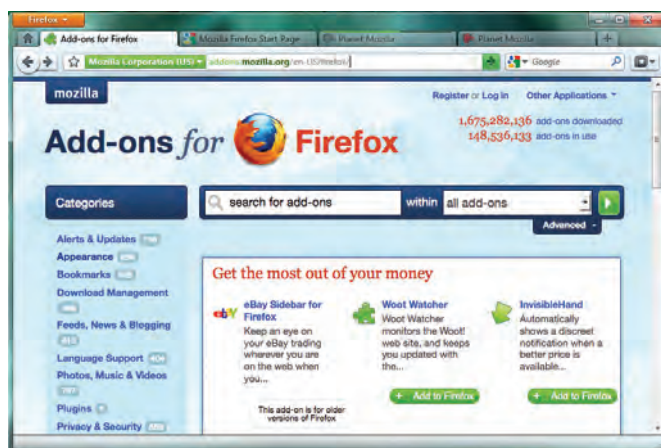 Firefox
Add-ons for Firefox
Mozilla Firefox Start Page
Planet Mozilla
Planet Mozilla
Mozilla Corporation (US)
addons.mozilla.org/en-US/firefox/
Google
mozilla
Register or Log in
Other Applications
Add-ons for Firefox
1,675,282,136 add-ons downloaded
148,536,133 add-ons in use
Categories
search for add-ons
within
all add-ons
Advanced
Alerts & Updates
Appearance
Bookmarks
Download Management
Feeds, News & Blogging
Language Support
Photos, Music & Videos
Plugins
Privacy & Security
Get the most out of your money
ebY
eBay Sidebar for
Firefox
Keep an eye on
your eBay trading
wherever you are
on the web when
you...
This add-on is for older
versions of Firefox
Woot Watcher
Woot Watcher
monitors the Woot!
web site, and keeps
you updated with
the...
+ Add to Firefox
InvisibleHand
Automatically
shows a discreet
notification when a
better price is
available...
+ Add to Firefox